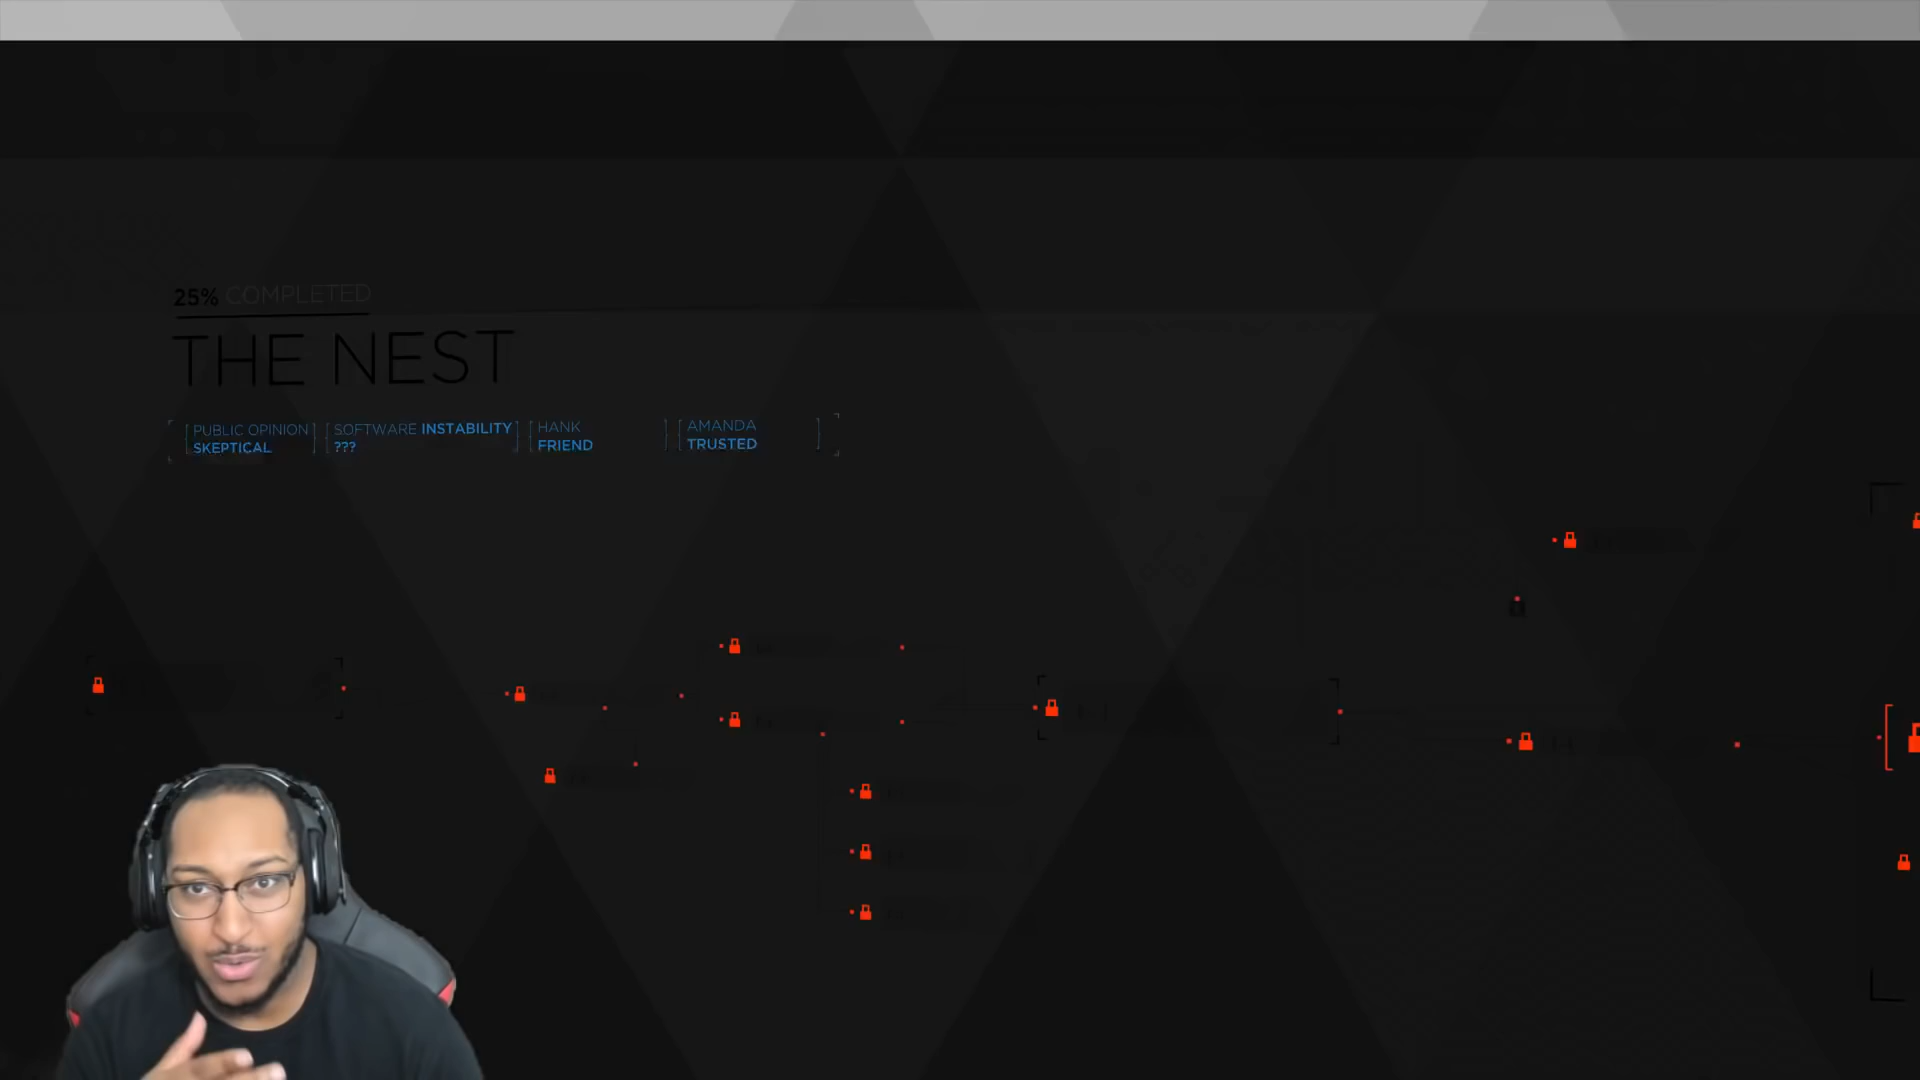 25% COMPLETED
THE NEST
PUBLIC OPINION
SKEPTICAL
SOFTWARE INSTABILITY
???
HANK
FRIEND
AMANDA
TRUSTED